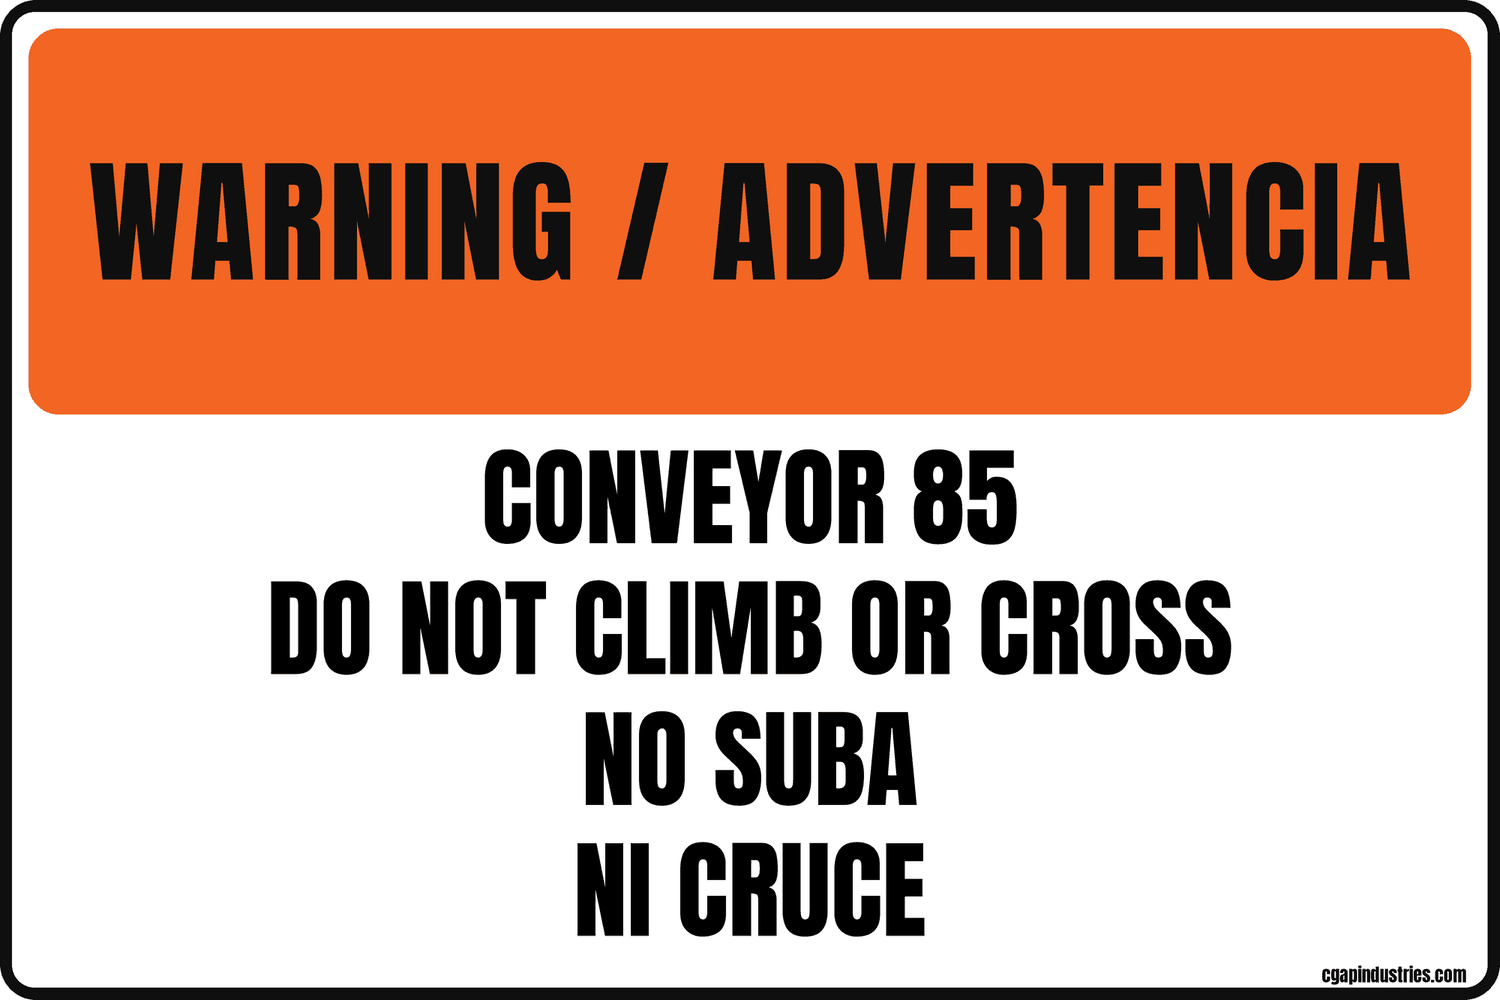 WARNING / ADVERTENCIA
CONVEYOR 85
DO NOT CLIMB OR CROSS
NO SUBA
NI CRUCE
cgapindustries.com